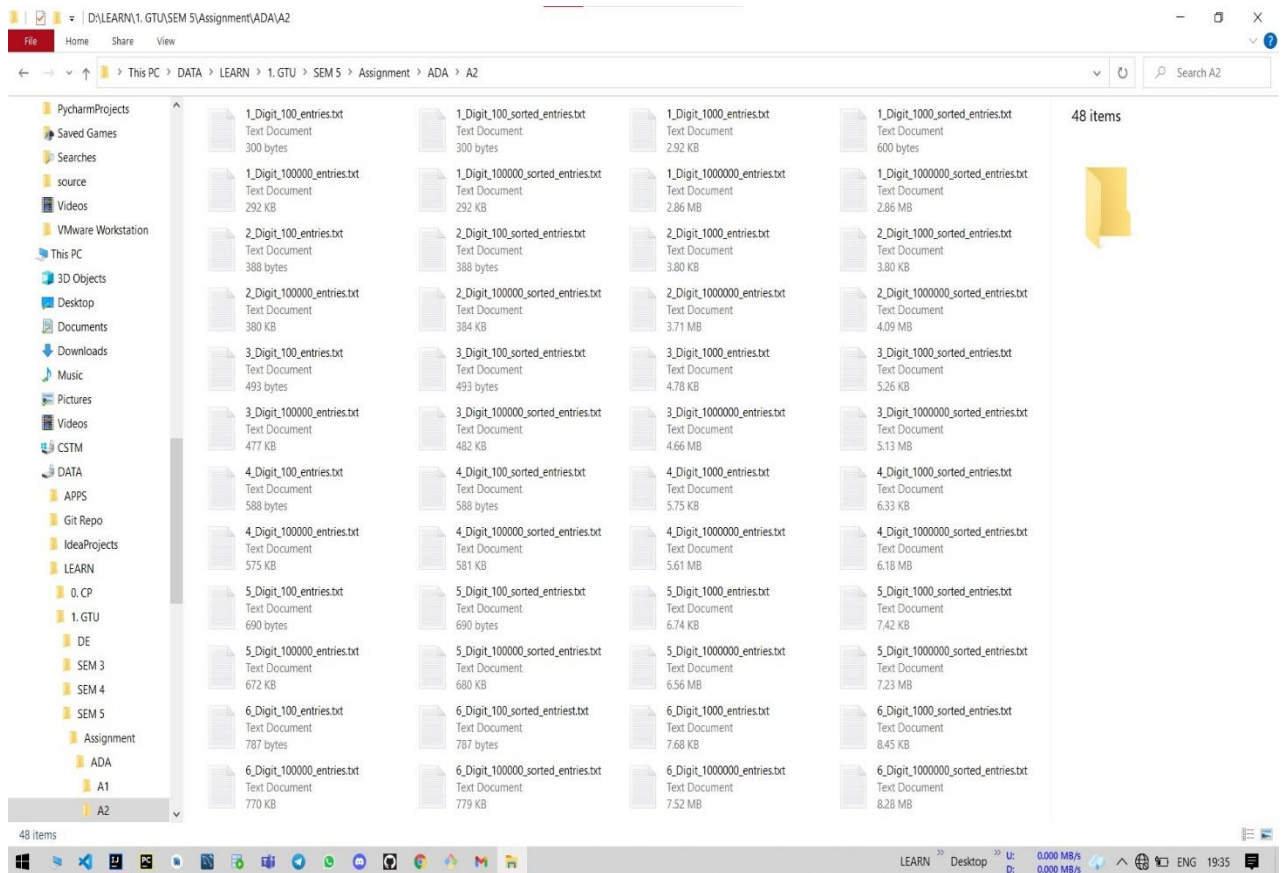 D:\LEARN\1. GTU\SEM 5\Assignment\ADA\A2
File Home Share View
This PC > DATA > LEARN > 1. GTU > SEM 5 > Assignment > ADA > A2
Search A2
PycharmProjects
Saved Games
Searches
source
Videos
VMware Workstation
This PC
3D Objects
Desktop
Documents
Downloads
Music
Pictures
Videos
CSTM
DATA
APPS
Git Repo
IdeaProjects
LEARN
0. CP
1. GTU
DE
SEM 3
SEM 4
SEM 5
Assignment
ADA
A1
A2
1_Digit_100_entries.txt 1_Digit_100_sorted_entries.txt 1_Digit_1000_entries.txt 1_Digit_1000_sorted_entries.txt
Text Document Text Document Text Document Text Document
300 bytes 300 bytes 2.92 KB 600 bytes
1_Digit_100000_entries.txt 1_Digit_100000_sorted_entries.txt 1_Digit_1000000_entries.txt 1_Digit_1000000_sorted_entries.txt
Text Document Text Document Text Document Text Document
292 KB 292 KB 2.86 MB 2.86 MB
2_Digit_100_entries.txt 2_Digit_100_sorted_entries.txt 2_Digit_1000_entries.txt 2_Digit_1000_sorted_entries.txt
Text Document Text Document Text Document Text Document
388 bytes 388 bytes 3.80 KB 3.80 KB
2_Digit_100000_entries.txt 2_Digit_100000_sorted_entries.txt 2_Digit_1000000_entries.txt 2_Digit_1000000_sorted_entries.txt
Text Document Text Document Text Document Text Document
380 KB 384 KB 3.71 MB 4.09 MB
3_Digit_100_entries.txt 3_Digit_100_sorted_entries.txt 3_Digit_1000_entries.txt 3_Digit_1000_sorted_entries.txt
Text Document Text Document Text Document Text Document
493 bytes 493 bytes 4.78 KB 5.26 KB
3_Digit_100000_entries.txt 3_Digit_100000_sorted_entries.txt 3_Digit_1000000_entries.txt 3_Digit_1000000_sorted_entries.txt
Text Document Text Document Text Document Text Document
477 KB 482 KB 4.66 MB 5.13 MB
4_Digit_100_entries.txt 4_Digit_100_sorted_entries.txt 4_Digit_1000_entries.txt 4_Digit_1000_sorted_entries.txt
Text Document Text Document Text Document Text Document
588 bytes 588 bytes 5.75 KB 6.33 KB
4_Digit_100000_entries.txt 4_Digit_100000_sorted_entries.txt 4_Digit_1000000_entries.txt 4_Digit_1000000_sorted_entries.txt
Text Document Text Document Text Document Text Document
575 KB 581 KB 5.61 MB 6.18 MB
5_Digit_100_entries.txt 5_Digit_100_sorted_entries.txt 5_Digit_1000_entries.txt 5_Digit_1000_sorted_entries.txt
Text Document Text Document Text Document Text Document
690 bytes 690 bytes 6.74 KB 7.42 KB
5_Digit_100000_entries.txt 5_Digit_100000_sorted_entries.txt 5_Digit_1000000_entries.txt 5_Digit_1000000_sorted_entries.txt
Text Document Text Document Text Document Text Document
672 KB 680 KB 6.56 MB 7.23 MB
6_Digit_100_entries.txt 6_Digit_100_sorted_entriest.txt 6_Digit_1000_entries.txt 6_Digit_1000_sorted_entries.txt
Text Document Text Document Text Document Text Document
787 bytes 787 bytes 7.68 KB 8.45 KB
6_Digit_100000_entries.txt 6_Digit_100000_sorted_entries.txt 6_Digit_1000000_entries.txt 6_Digit_1000000_sorted_entries.txt
Text Document Text Document Text Document Text Document
770 KB 779 KB 7.52 MB 8.28 MB
48 items
48 items
LEARN » Desktop » U: 0.000 MB/s
D: 0.000 MB/s
ENG 19:35